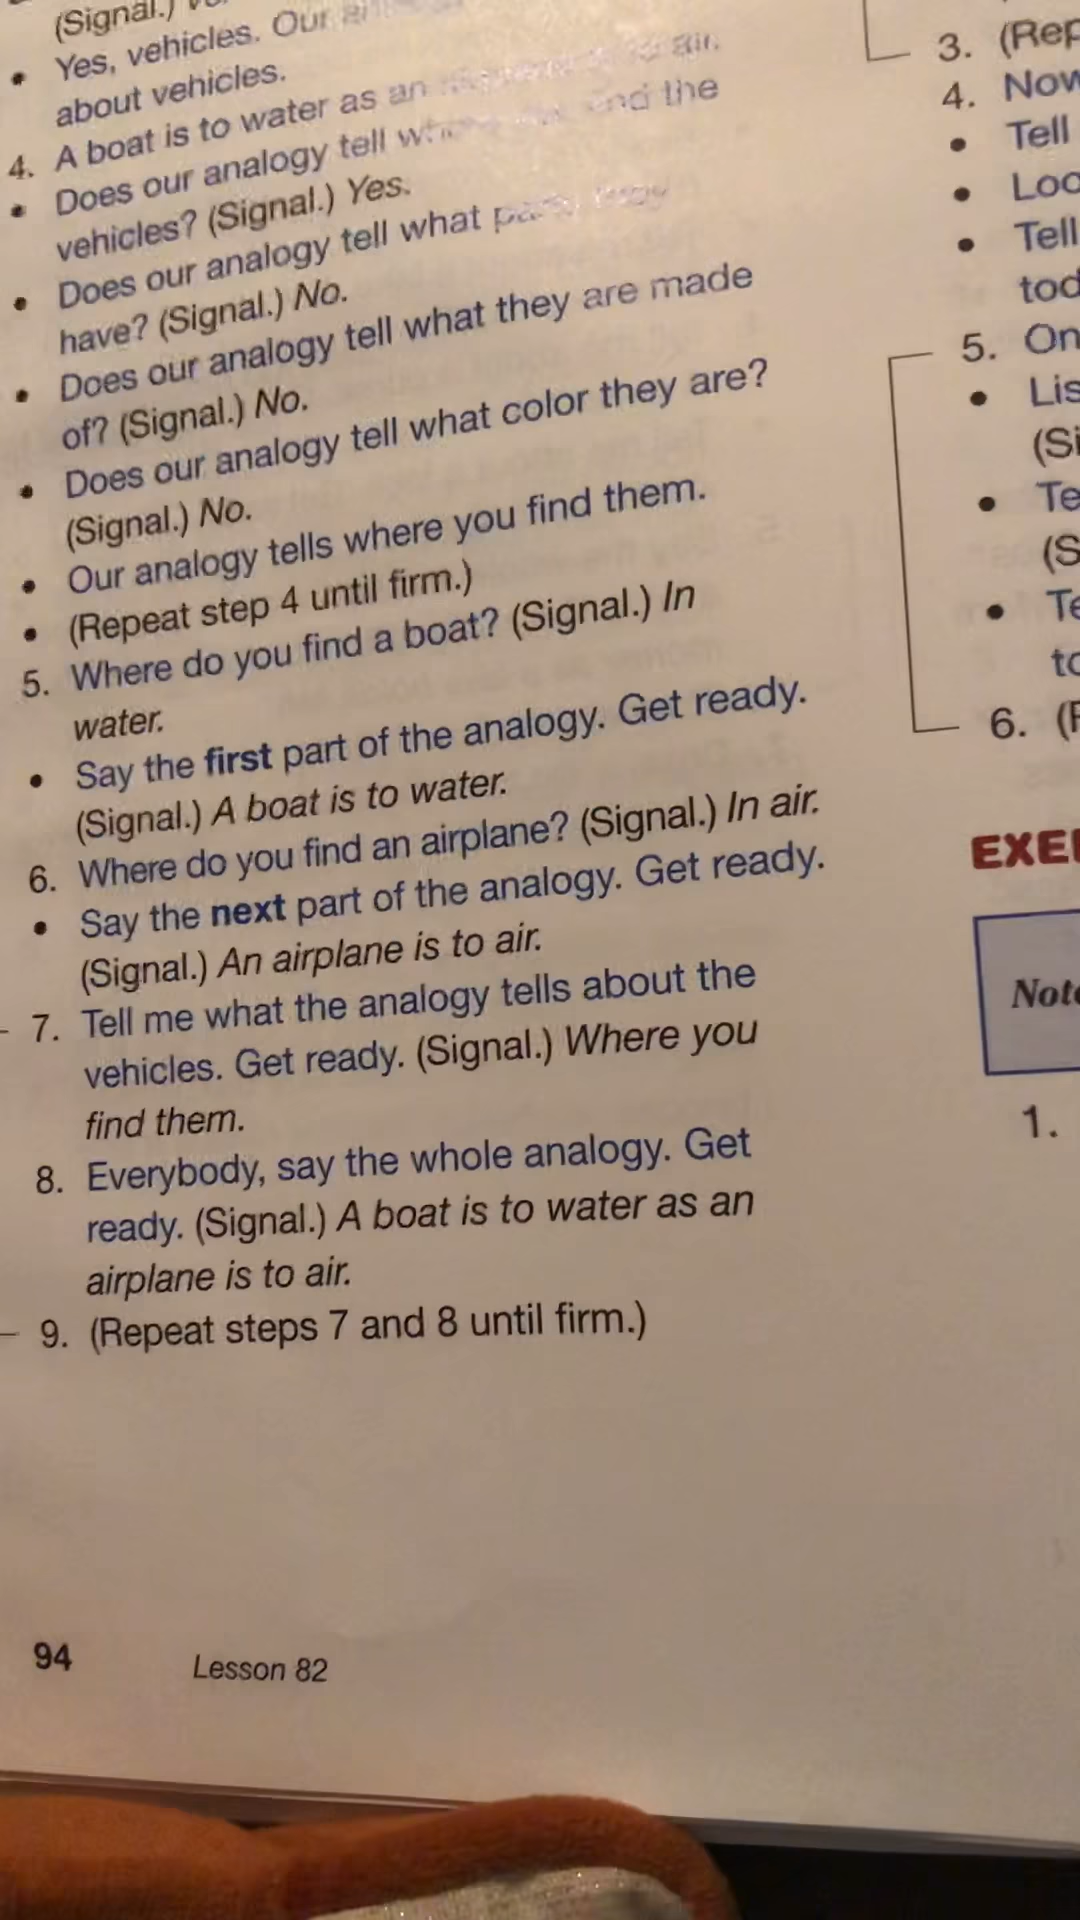 (Signal.)
• Yes, vehicles. Our
about vehicles.
4. A boat is to water as an air.
• Does our analogy tell find the
vehicles? (Signal.) Yes.
• Does our analogy tell what
have? (Signal.) No.
• Does our analogy tell what they are made
of? (Signal.) No.
• Does our analogy tell what color they are?
(Signal.) No.
• Our analogy tells where you find them.
• (Repeat step 4 until firm.)
5. Where do you find a boat? (Signal.) In
water.
• Say the first part of the analogy. Get ready.
(Signal.) A boat is to water.
6. Where do you find an airplane? (Signal.) In air.
• Say the next part of the analogy. Get ready.
(Signal.) An airplane is to air.
7. Tell me what the analogy tells about the
vehicles. Get ready. (Signal.) Where you
find them.
8. Everybody, say the whole analogy. Get
ready. (Signal.) A boat is to water as an
airplane is to air.
9. (Repeat steps 7 and 8 until firm.)
94 Lesson 82
3.
4. Now
• Tell
•
• Tell
5. On
•
•
•
6.
1.